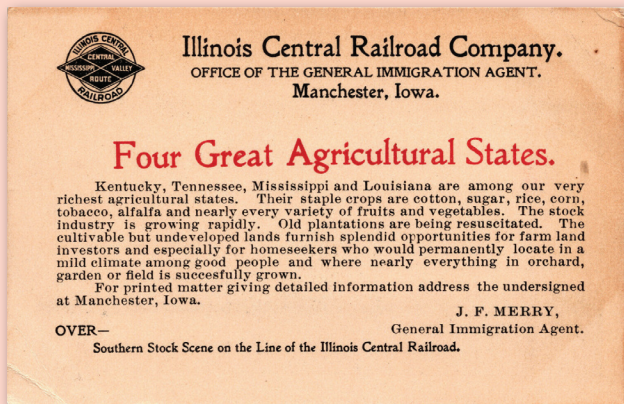 ILLINOIS CENTRAL
CENTRAL
MISSISSIPPI VALLEY
ROUTE
RAILROAD
Illinois Central Railroad Company.
OFFICE OF THE GENERAL IMMIGRATION AGENT.
Manchester, Iowa.
Four Great Agricultural States.
Kentucky, Tennessee, Mississippi and Louisiana are among our very
richest agricultural states. Their staple crops are cotton, sugar, rice, corn,
tobacco, alfalfa and nearly every variety of fruits and vegetables. The stock
industry is growing rapidly. Old plantations are being resuscitated. The
cultivable but undeveloped lands furnish splendid opportunities for farm land
investors and especially for homeseekers who would permanently locate in a
mild climate among good people and where nearly everything in orchard,
garden or field is succesfully grown.
For printed matter giving detailed information address the undersigned
at Manchester, Iowa.
J. F. MERRY,
OVER— General Immigration Agent.
Southern Stock Scene on the Line of the Illinois Central Railroad.